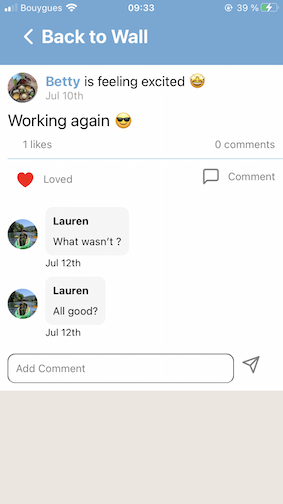 Bouygues 09:33 39 %
Back to Wall
Betty is feeling excited 🤩
Jul 10th
Working again 😎
1 likes 0 comments
Loved Comment
Lauren
What wasn't ?
Jul 12th
Lauren
All good?
Jul 12th
Add Comment